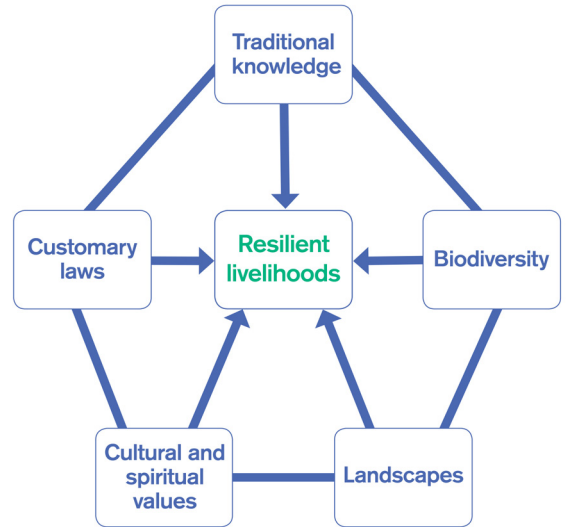 Traditional
knowledge
Customary
laws
Resilient
livelihoods
Biodiversity
Cultural and
spiritual
values
Landscapes